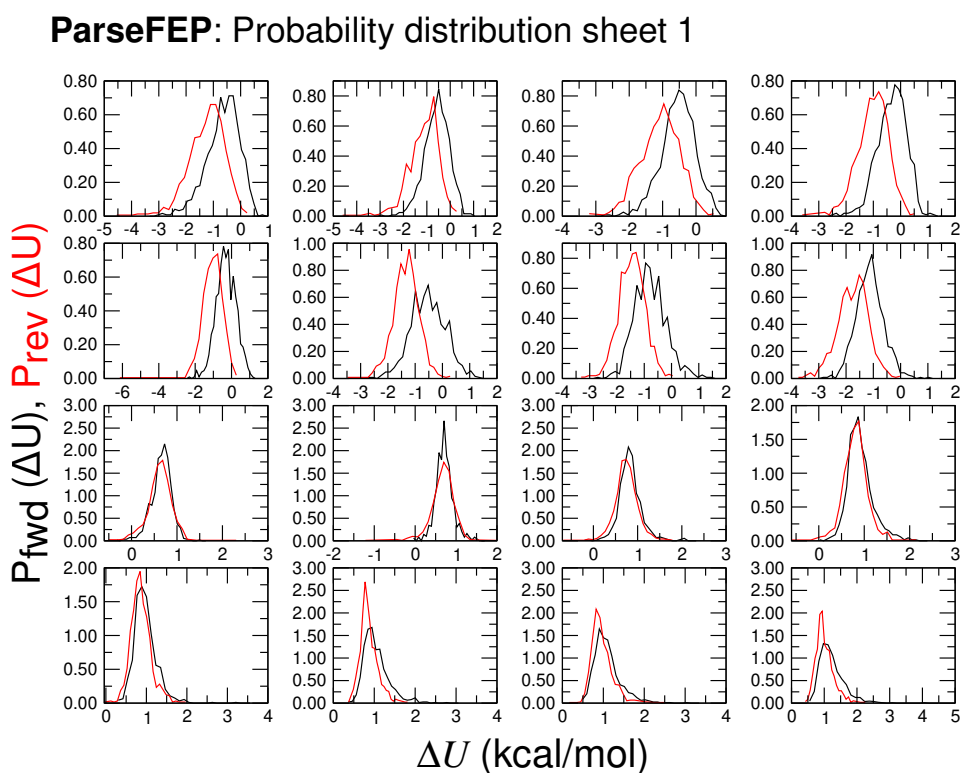 ParseFEP: Probability distribution sheet 1
Pfwd (ΔU), Prev (ΔU)
0.80 0.60 0.40 0.20 0.00
-5 -4 -3 -2 -1 0 1
0.80 0.60 0.40 0.20 0.00
-5 -4 -3 -2 -1 0 1 2
0.80 0.60 0.40 0.20 0.00
-4 -3 -2 -1 0
0.80 0.60 0.40 0.20 0.00
-4 -3 -2 -1 0 1 2
0.80 0.60 0.40 0.20 0.00
-6 -4 -2 0 2
1.00 0.80 0.60 0.40 0.20 0.00
-4 -3 -2 -1 0 1 2
0.80 0.60 0.40 0.20 0.00
-4 -3 -2 -1 0 1 2
1.00 0.80 0.60 0.40 0.20 0.00
-4 -3 -2 -1 0 1 2
3.00 2.50 2.00 1.50 1.00 0.50 0.00
0 1 2 3
3.00 2.50 2.00 1.50 1.00 0.50 0.00
-2 -1 0 1 2
3.00 2.50 2.00 1.50 1.00 0.50 0.00
0 1 2 3
2.00 1.50 1.00 0.50 0.00
0 1 2 3
2.00 1.50 1.00 0.50 0.00
0 1 2 3 4
3.00 2.50 2.00 1.50 1.00 0.50 0.00
0 1 2 3 4
3.00 2.50 2.00 1.50 1.00 0.50 0.00
0 1 2 3 4
3.00 2.50 2.00 1.50 1.00 0.50 0.00
0 1 2 3 4 5
ΔU (kcal/mol)